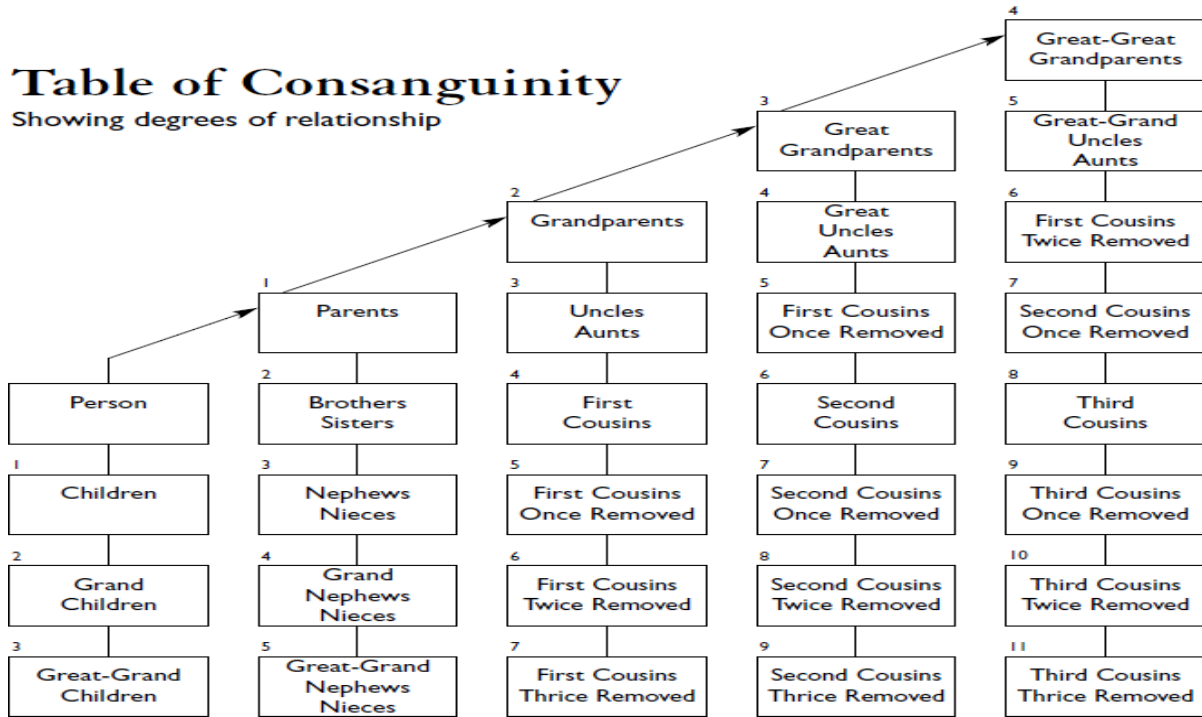 Table of Consanguinity
Showing degrees of relationship
4
Great-Great
Grandparents
3
Great
Grandparents
5
Great-Grand
Uncles
Aunts
2
Grandparents
4
Great
Uncles
Aunts
6
First Cousins
Twice Removed
1
Parents
3
Uncles
Aunts
5
First Cousins
Once Removed
7
Second Cousins
Once Removed
Person
2
Brothers
Sisters
4
First
Cousins
6
Second
Cousins
8
Third
Cousins
1
Children
3
Nephews
Nieces
5
First Cousins
Once Removed
7
Second Cousins
Once Removed
9
Third Cousins
Once Removed
2
Grand
Children
4
Grand
Nephews
Nieces
6
First Cousins
Twice Removed
8
Second Cousins
Twice Removed
10
Third Cousins
Twice Removed
3
Great-Grand
Children
5
Great-Grand
Nephews
Nieces
7
First Cousins
Thrice Removed
9
Second Cousins
Thrice Removed
11
Third Cousins
Thrice Removed